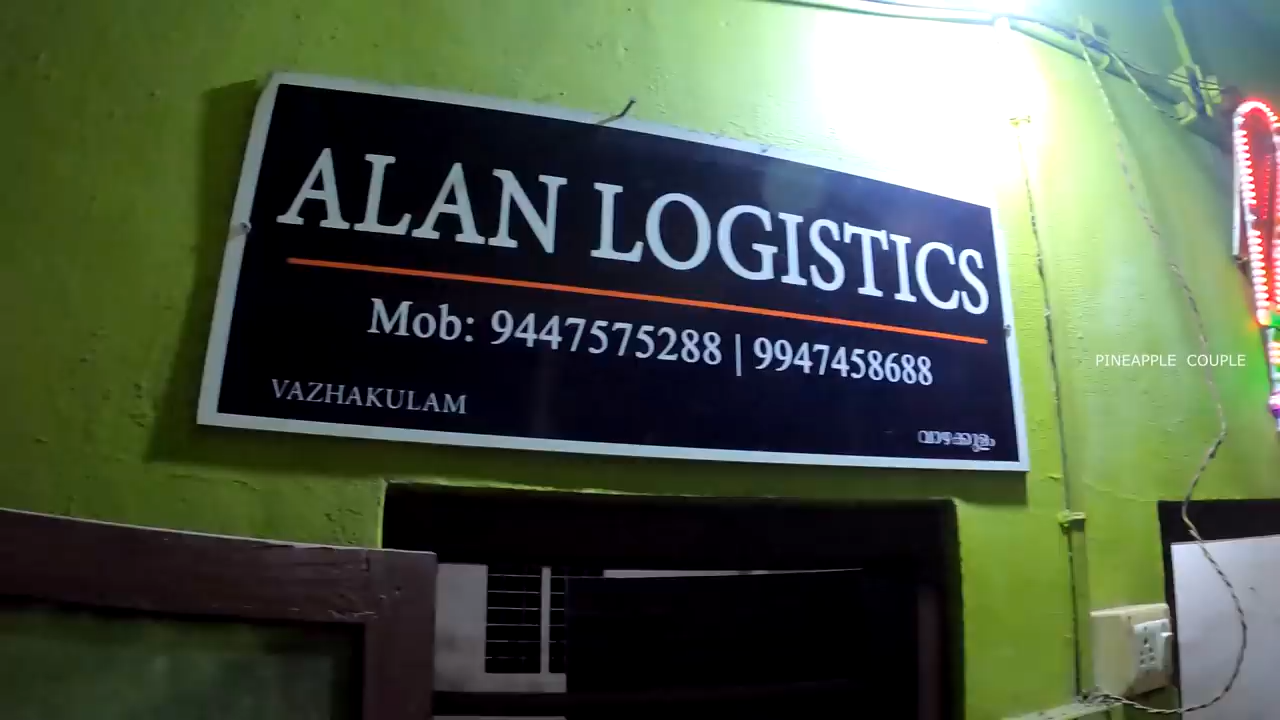 ALAN LOGISTICS
Mob: 9447575288 | 9947458688
VAZHAKULAM
വാഴക്കുളം
PINEAPPLE COUPLE